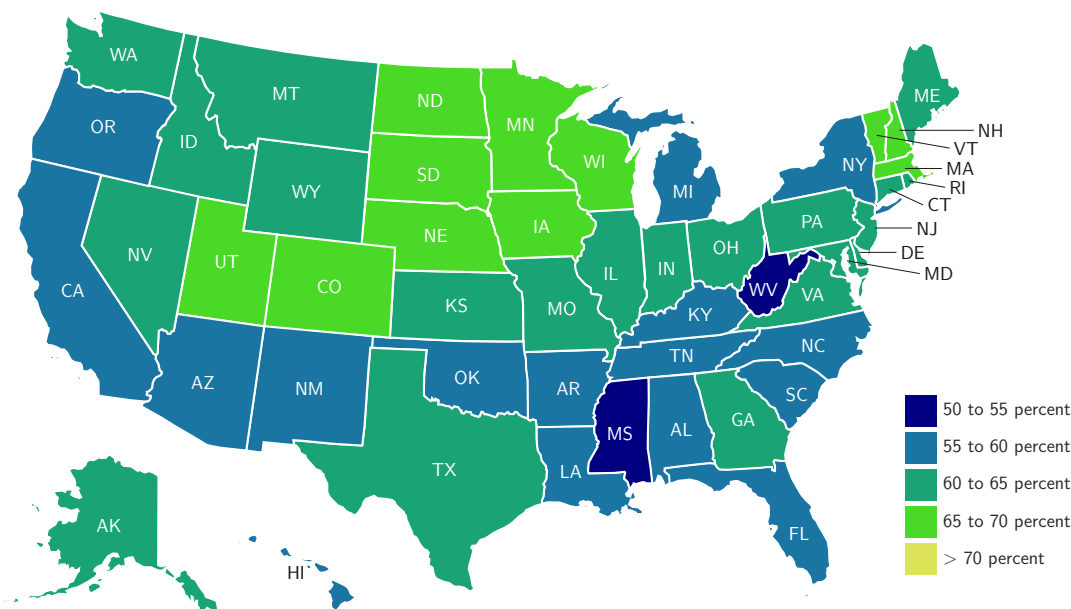 WA
ME
MT
ND
MN
OR
NH
ID
VT
WI
NY
MA
SD
RI
WY
MI
CT
PA
IA
NJ
NE
OH
NV
DE
UT
IN
MD
IL
CO
CA
WV
VA
KS
MO
KY
NC
TN
OK
AZ
NM
AR
SC
50 to 55 percent
GA
AL
MS
55 to 60 percent
TX
LA
60 to 65 percent
65 to 70 percent
AK
FL
> 70 percent
HI